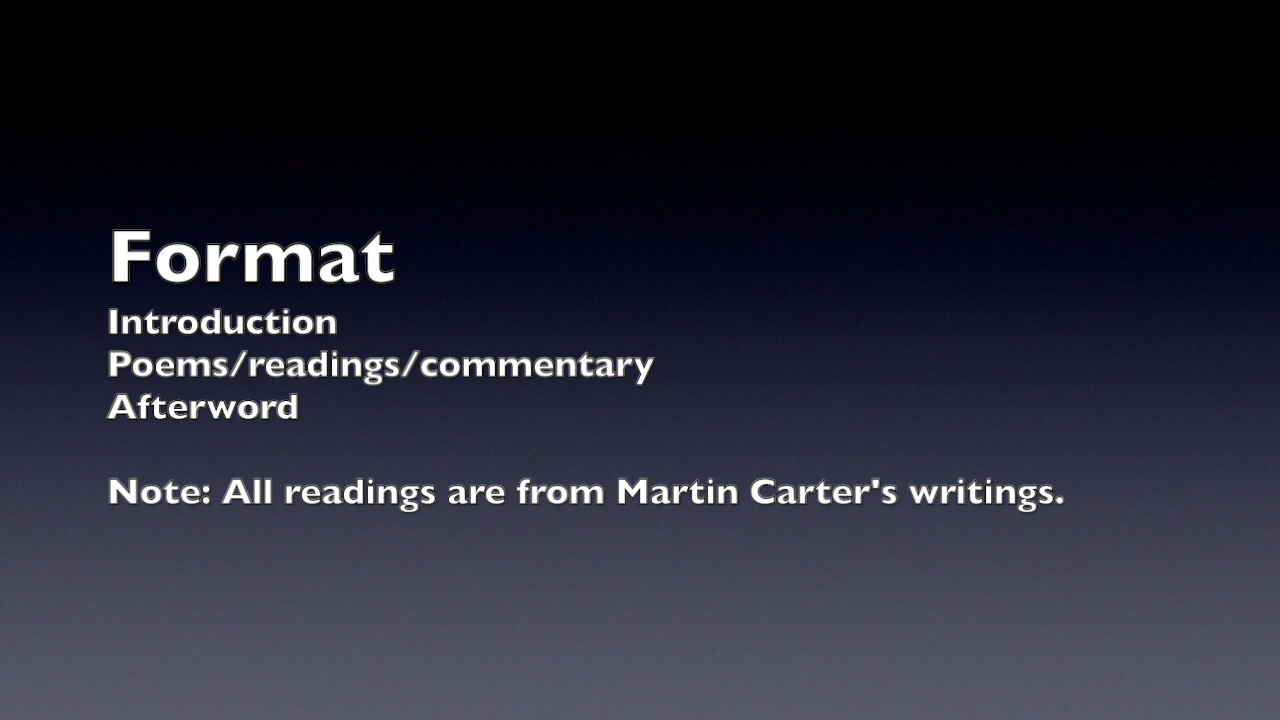 Format
Introduction
Poems/readings/commentary
Afterword
Note: All readings are from Martin Carter's writings.